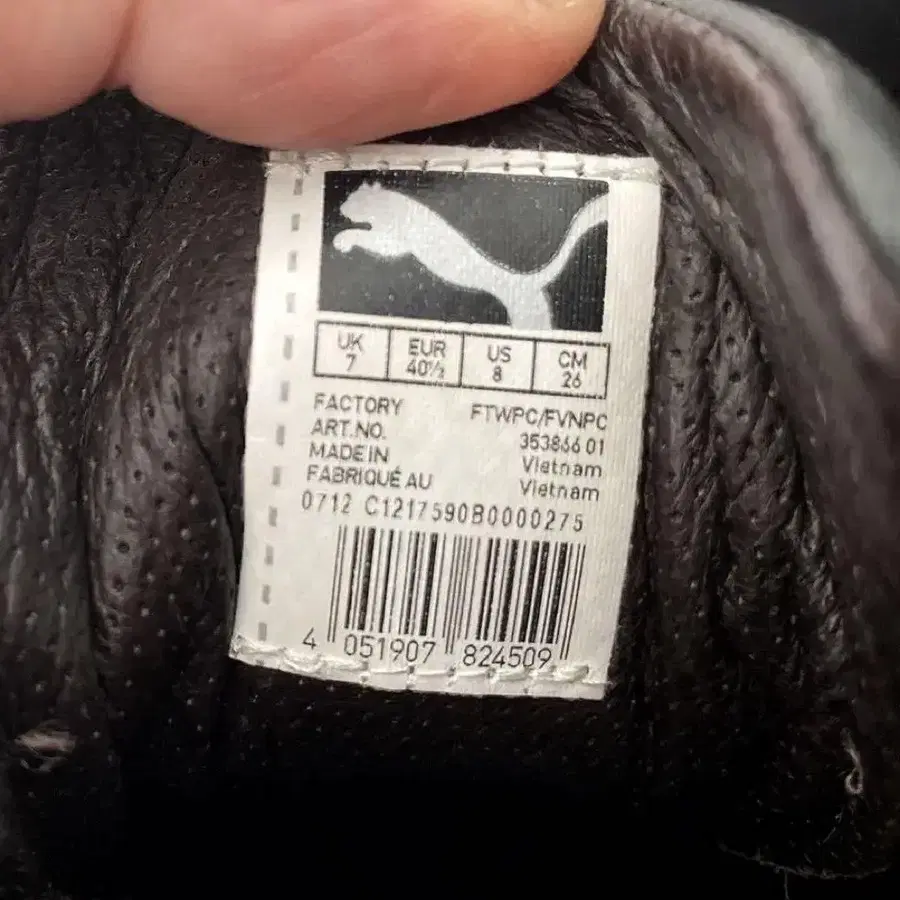 UK EUR US CM
7 40½ 8 26
FACTORY FTWPC/FVNPC
ART.NO. 353866 01
MADE IN Vietnam
FABRIQUÉ AU Vietnam
0712 C1217590B0000275
4 051907 824509